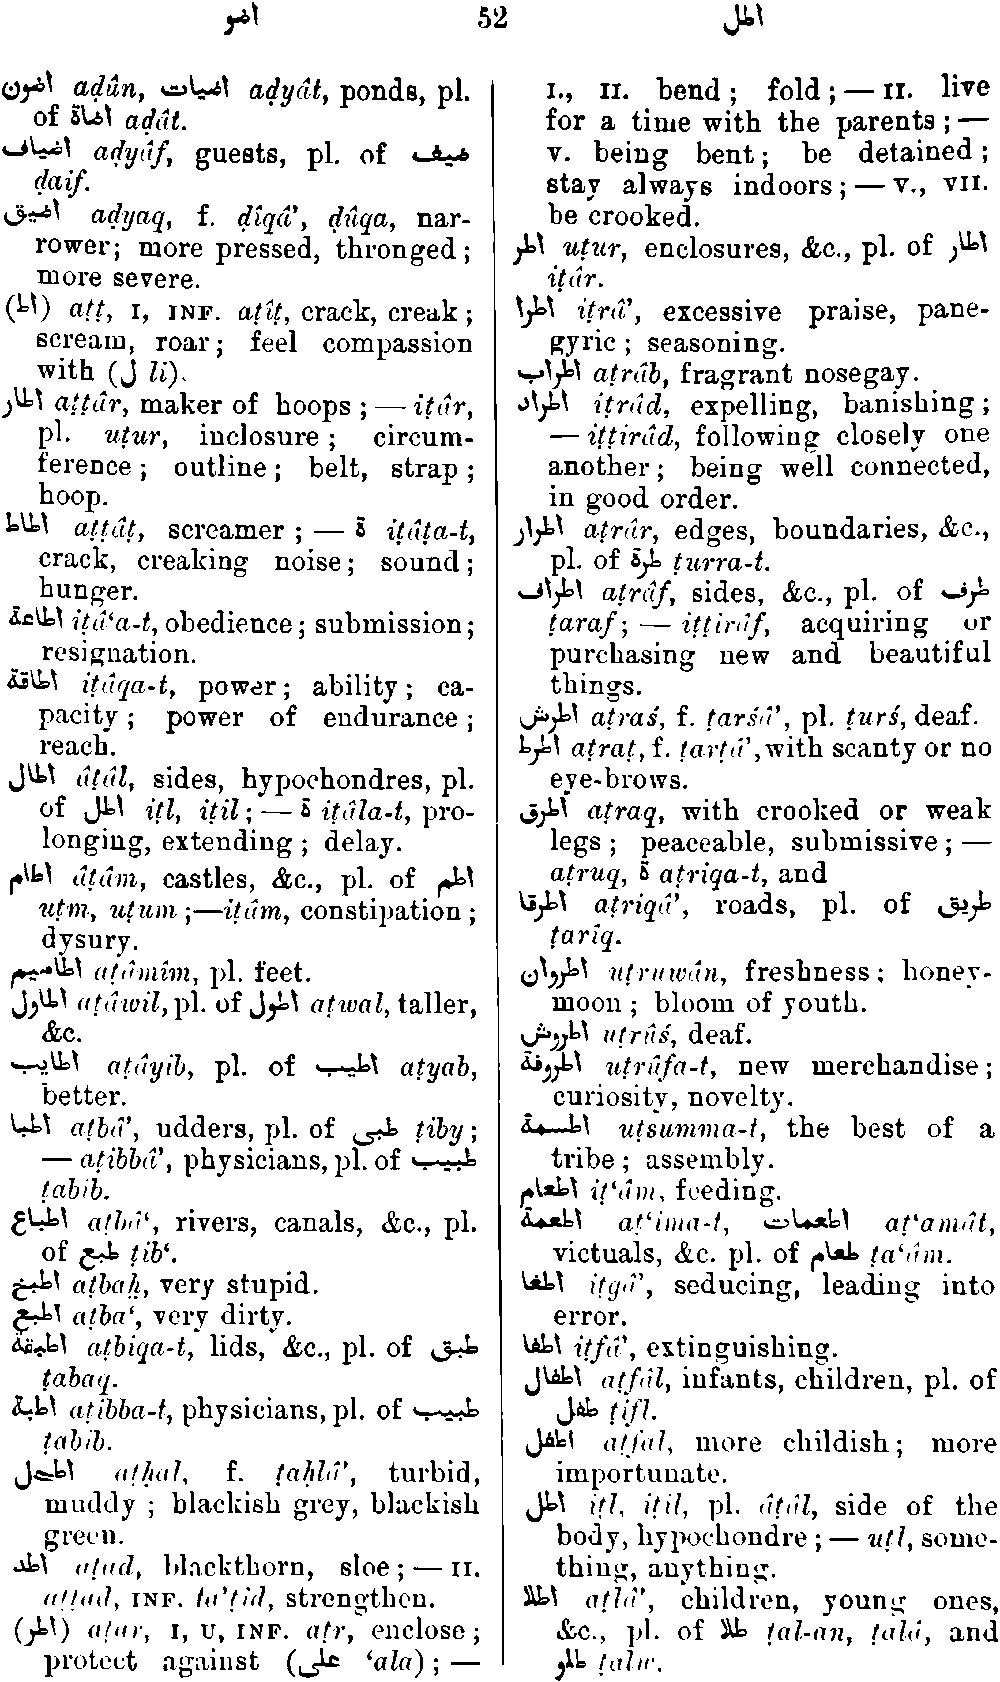 اضو 52 اطل
اضون aḍûn, اضيات aḍyât, ponds, pl.
of اضاة aḍât.
اضياف aḍyâf, guests, pl. of ضيف
ḍaif.
اضيق aḍyaq, f. ḍîqâ’, ḍûqa, nar-
rower; more pressed, thronged;
more severe.
(اط) aṭṭ, I, INF. aṭîṭ, crack, creak;
scream, roar; feel compassion
with (ل li).
اطار aṭṭâr, maker of hoops; — iṭâr,
pl. uṭur, inclosure; circum-
ference; outline; belt, strap;
hoop.
اطاط aṭṭâṭ, screamer; — ة iṭâṭa-t,
crack, creaking noise; sound;
hunger.
اطاعة iṭâ‘a-t, obedience; submission;
resignation.
اطاقة iṭâqa-t, power; ability; ca-
pacity; power of endurance;
reach.
اطال âṭâl, sides, hypochondres, pl.
of اطل iṭl, iṭil; — ة iṭâla-t, pro-
longing, extending; delay.
اطام âṭâm, castles, &c., pl. of اطم
uṭm, uṭum; — iṭâm, constipation;
dysury.
اطاميم aṭâmîm, pl. feet.
اطاول aṭâwil, pl. of اطول aṭwal, taller,
&c.
اطايب aṭâyib, pl. of اطيب aṭyab,
better.
اطبا aṭbâ’, udders, pl. of طبى ṭiby;
— aṭibbâ’, physicians, pl. of طبيب
ṭabîb.
اطباع aṭbâ‘, rivers, canals, &c., pl.
of طبع ṭib‘.
اطبخ aṭbaḫ, very stupid.
اطبع aṭba‘, very dirty.
اطبقة aṭbiqa-t, lids, &c., pl. of طبق
ṭabaq.
اطبة aṭibba-t, physicians, pl. of طبيب
ṭabîb.
اطحل aṭḥal, f. ṭaḥlâ’, turbid,
muddy; blackish grey, blackish
green.
اطد aṭad, blackthorn, sloe; — II.
aṭṭad, INF. ta’ṭîd, strengthen.
(اطر) aṭar, I, U, INF. aṭr, enclose;
protect against (على ‘ala); —
I., II. bend; fold; — II. live
for a time with the parents; —
V. being bent; be detained;
stay always indoors; — V., VII.
be crooked.
اطر uṭur, enclosures, &c., pl. of اطار
iṭâr.
اطرا iṭrâ’, excessive praise, pane-
gyric; seasoning.
اطراب aṭrâb, fragrant nosegay.
اطراد iṭrâd, expelling, banishing;
— iṭṭirâd, following closely one
another; being well connected,
in good order.
اطرار aṭrâr, edges, boundaries, &c.,
pl. of طرة ṭurra-t.
اطراف aṭrâf, sides, &c., pl. of طرف
ṭaraf; — iṭṭirâf, acquiring or
purchasing new and beautiful
things.
اطرش aṭraś, f. ṭarśâ’, pl. ṭurś, deaf.
اطرط aṭraṭ, f. ṭarṭâ’, with scanty or no
eye-brows.
اطرق aṭraq, with crooked or weak
legs; peaceable, submissive; —
aṭruq, ة aṭriqa-t, and
اطرقا aṭriqâ’, roads, pl. of طريق
ṭarîq.
اطروان uṭruwân, freshness; honey-
moon; bloom of youth.
اطروش uṭrûś, deaf.
اطروفة uṭrûfa-t, new merchandise;
curiosity, novelty.
اطسمة uṭsumma-t, the best of a
tribe; assembly.
اطعام iṭ‘âm, feeding.
اطعمة aṭ‘ima-t, اطعمات aṭ‘amât,
victuals, &c. pl. of طعام ṭa‘âm.
اطغا iṭgâ’, seducing, leading into
error.
اطفا iṭfâ’, extinguishing.
اطفال aṭfâl, infants, children, pl. of
طفل ṭifl.
اطفل aṭfal, more childish; more
importunate.
اطل iṭl, iṭil, pl. âṭâl, side of the
body, hypochondre; — uṭl, some-
thing, anything.
اطلا aṭlâ’, children, young ones,
&c., pl. of طلا ṭal-an, ṭalâ, and
طلو ṭalw.